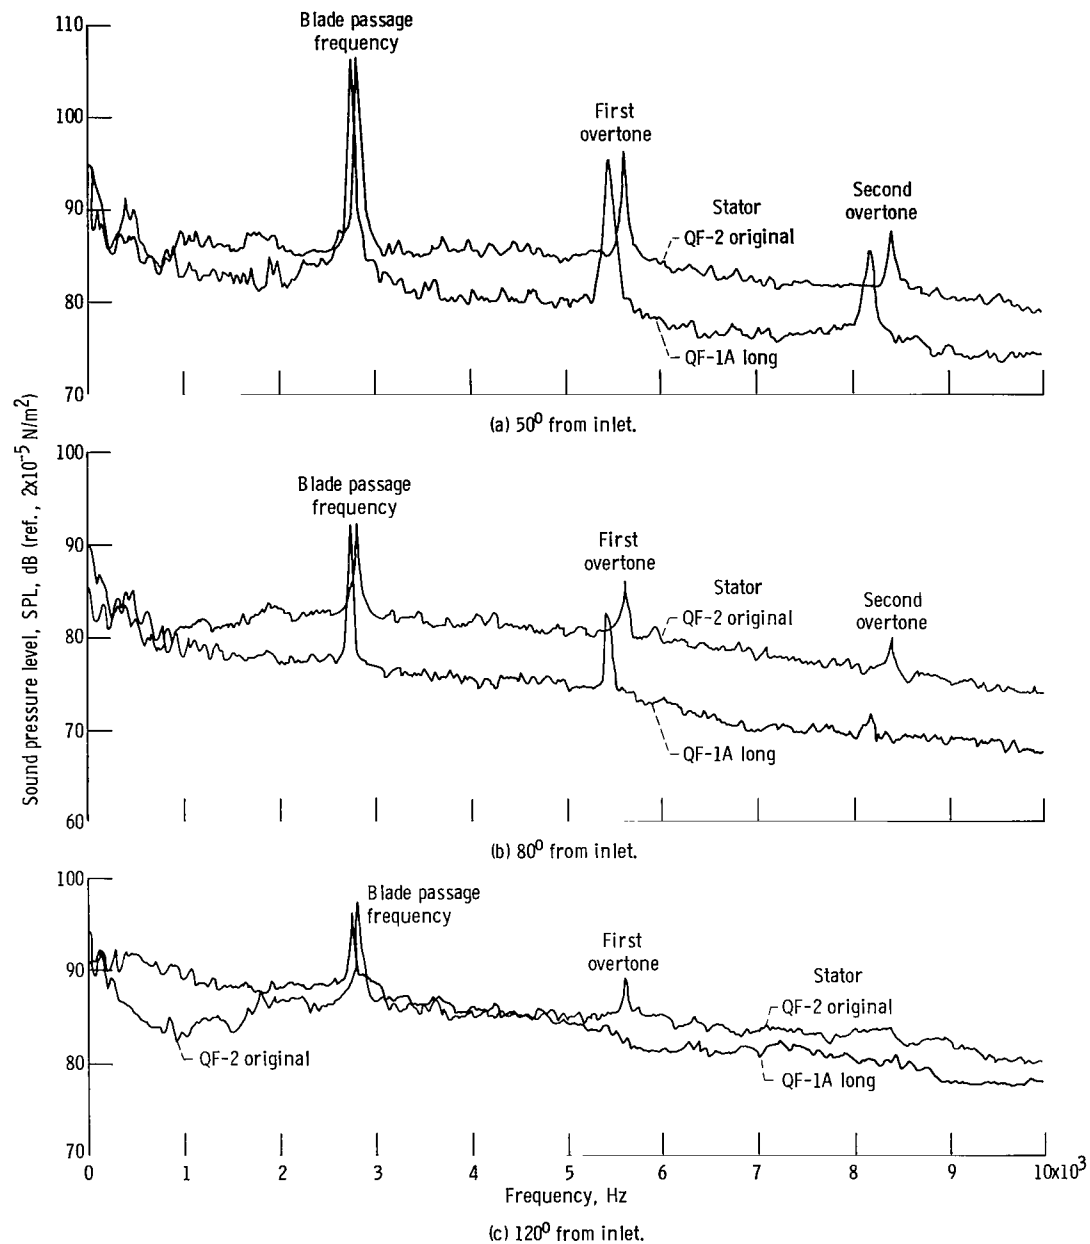 Sound pressure level, SPL, dB (ref., 2x10⁻⁵ N/m²)
110
100
90
80
70
Blade passage
frequency
First
overtone
Second
overtone
Stator
QF-2 original
QF-1A long
(a) 50⁰ from inlet.
100
90
80
70
60
Blade passage
frequency
First
overtone
Second
overtone
Stator
QF-2 original
QF-1A long
(b) 80⁰ from inlet.
100
90
80
70
Blade passage
frequency
First
overtone
Stator
QF-2 original
QF-2 original
QF-1A long
0 1 2 3 4 5 6 7 8 9 10x10³
Frequency, Hz
(c) 120⁰ from inlet.